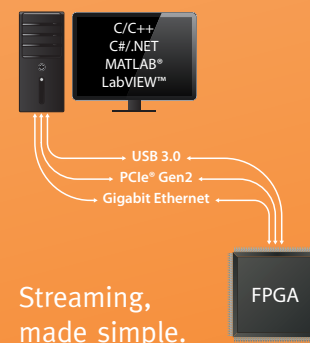 C/C++
C#/.NET
MATLAB®
LabVIEW™
USB 3.0
PCIe® Gen2
Gigabit Ethernet
FPGA
Streaming,
made simple.